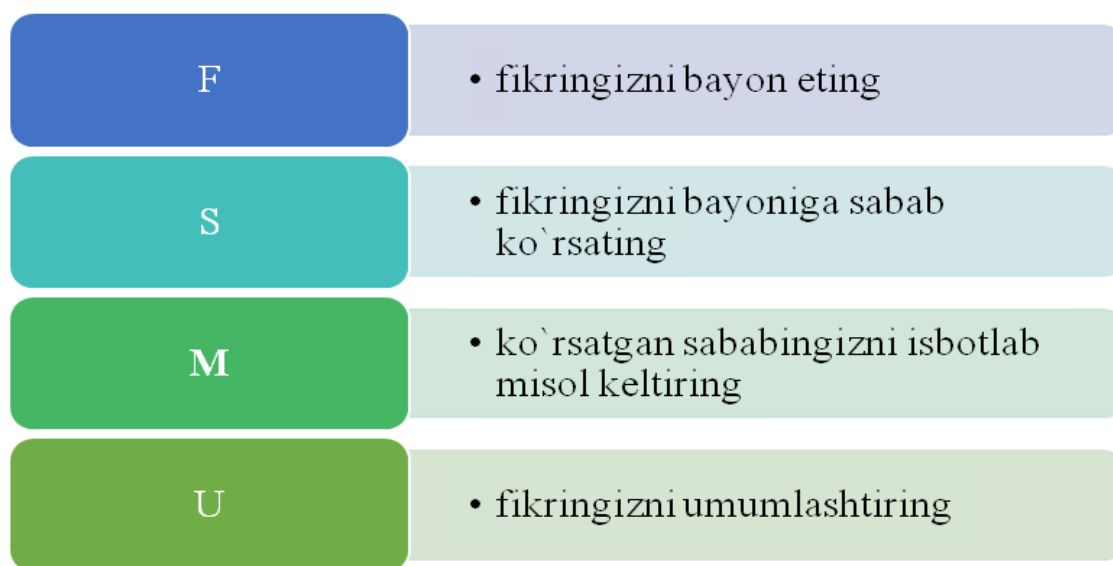 F
• fikringizni bayon eting
S
• fikringizni bayoniga sabab
ko`rsating
M
• ko`rsatgan sababingizni isbotlab
misol keltiring
U
• fikringizni umumlashtiring